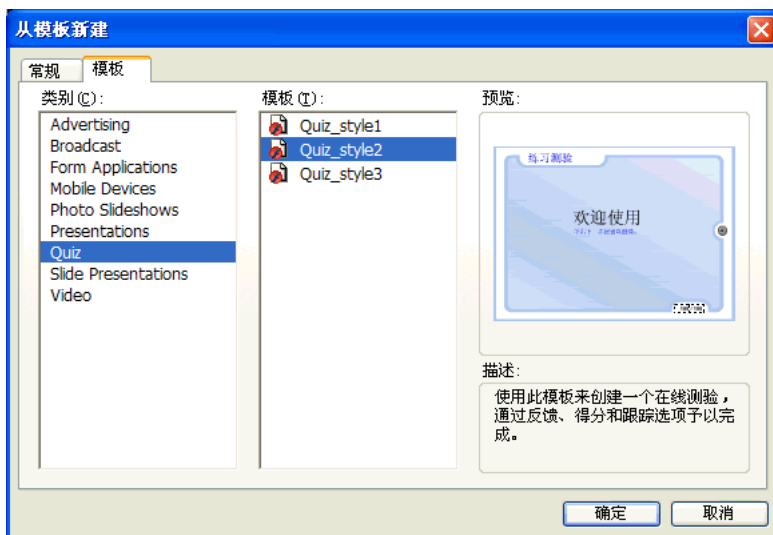 从模板新建
常规
模板
类别(C):
Advertising
Broadcast
Form Applications
Mobile Devices
Photo Slideshows
Presentations
Quiz
Slide Presentations
Video
模板(T):
Quiz_style1
Quiz_style2
Quiz_style3
预览:
练习测验
欢迎使用
描述:
使用此模板来创建一个在线测验，
通过反馈、得分和跟踪选项予以完
成。
确定
取消